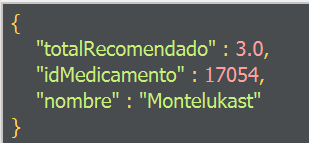 {
"totalRecomendado" : 3.0,
"idMedicamento" : 17054,
"nombre" : "Montelukast"
}